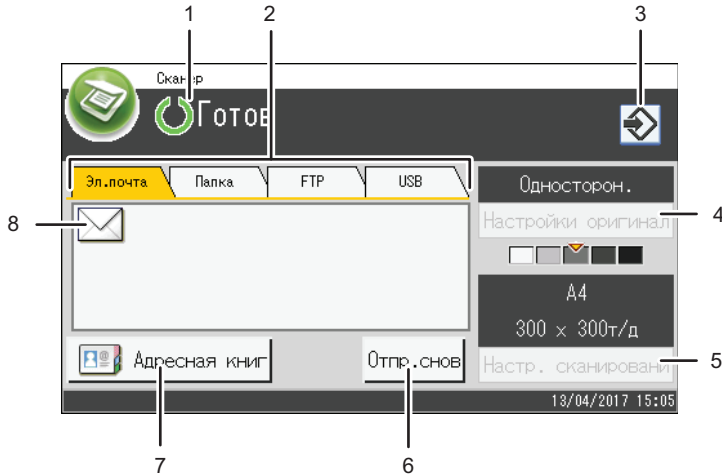 1 2 3
Сканер
Готов
Эл.почта Папка FTP USB
Односторон.
8
Настройки оригинал 4
A4
300 × 300т/д
Адресная книг Отпр.снов
Настр. сканировани 5
13/04/2017 15:05
7 6